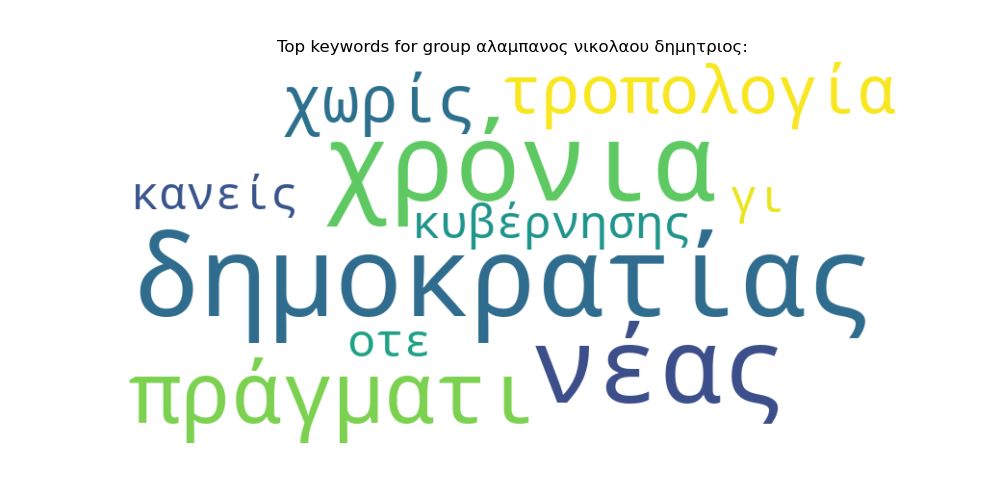 Top keywords for group αλαμπανος νικολαου δημητριος:
χωρίς τροπολογία
χρόνια
κανείς γι
κυβέρνησης
δημοκρατίας
οτε νέας
πράγματι